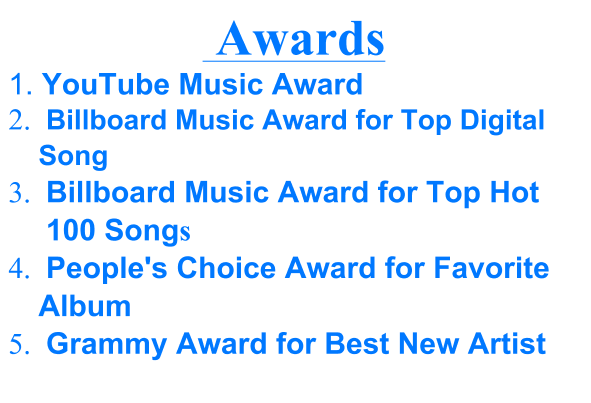 Awards
1. YouTube Music Award
2. Billboard Music Award for Top Digital
Song
3. Billboard Music Award for Top Hot
100 Songs
4. People's Choice Award for Favorite
Album
5. Grammy Award for Best New Artist